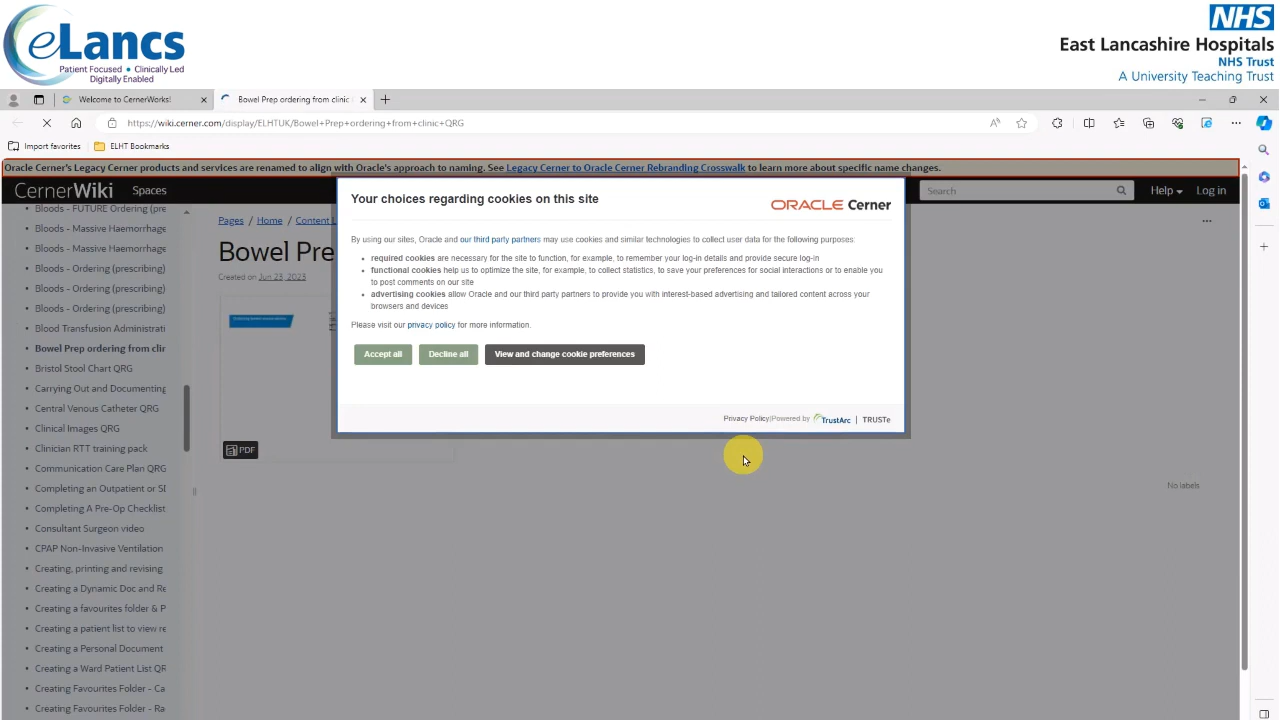 eLancs
Patient Focused • Clinically Led
Digitally Enabled
NHS
East Lancashire Hospitals
NHS Trust
A University Teaching Trust
Welcome to CernerWorks!
Bowel Prep ordering from clinic
https://wiki.cerner.com/display/ELHTUK/Bowel+Prep+ordering+from+clinic+QRG
Import favorites
ELHT Bookmarks
Oracle Cerner's Legacy Cerner products and services are renamed to align with Oracle's approach to naming. See Legacy Cerner to Oracle Cerner Rebranding Crosswalk to learn more about specific name changes.
CernerWiki Spaces
Search
Help
Log in
Bloods - FUTURE Ordering (pre
Bloods - Massive Haemorrhage
Bloods - Massive Haemorrhage
Bloods - Ordering (prescribing)
Bloods - Ordering (prescribing)
Bloods - Ordering (prescribing)
Blood Transfusion Administrati
Bowel Prep ordering from clin
Bristol Stool Chart QRG
Carrying Out and Documenting
Central Venous Catheter QRG
Clinical Images QRG
Clinician RTT training pack
Communication Care Plan QRG
Completing an Outpatient or SD
Completing A Pre-Op Checklist
Consultant Surgeon video
CPAP Non-Invasive Ventilation
Creating, printing and revising
Creating a Dynamic Doc and Re
Creating a favourites folder & P
Creating a patient list to view re
Creating a Personal Document
Creating a Ward Patient List QR
Creating Favourites Folder - Ca
Creating Favourites Folder - Ra
Pages / Home / Content L
Bowel Pre
Created on Jun 23, 2023
PDF
No labels
Your choices regarding cookies on this site
ORACLE Cerner
By using our sites, Oracle and our third party partners may use cookies and similar technologies to collect user data for the following purposes:
required cookies are necessary for the site to function, for example, to remember your log-in details and provide secure log-in
functional cookies help us to optimize the site, for example, to collect statistics, to save your preferences for social interactions or to enable you
to post comments on our site
advertising cookies allow Oracle and our third party partners to provide you with interest-based advertising and tailored content across your
browsers and devices
Please visit our privacy policy for more information.
Accept all
Decline all
View and change cookie preferences
Privacy Policy|Powered by TrustArc | TRUSTe